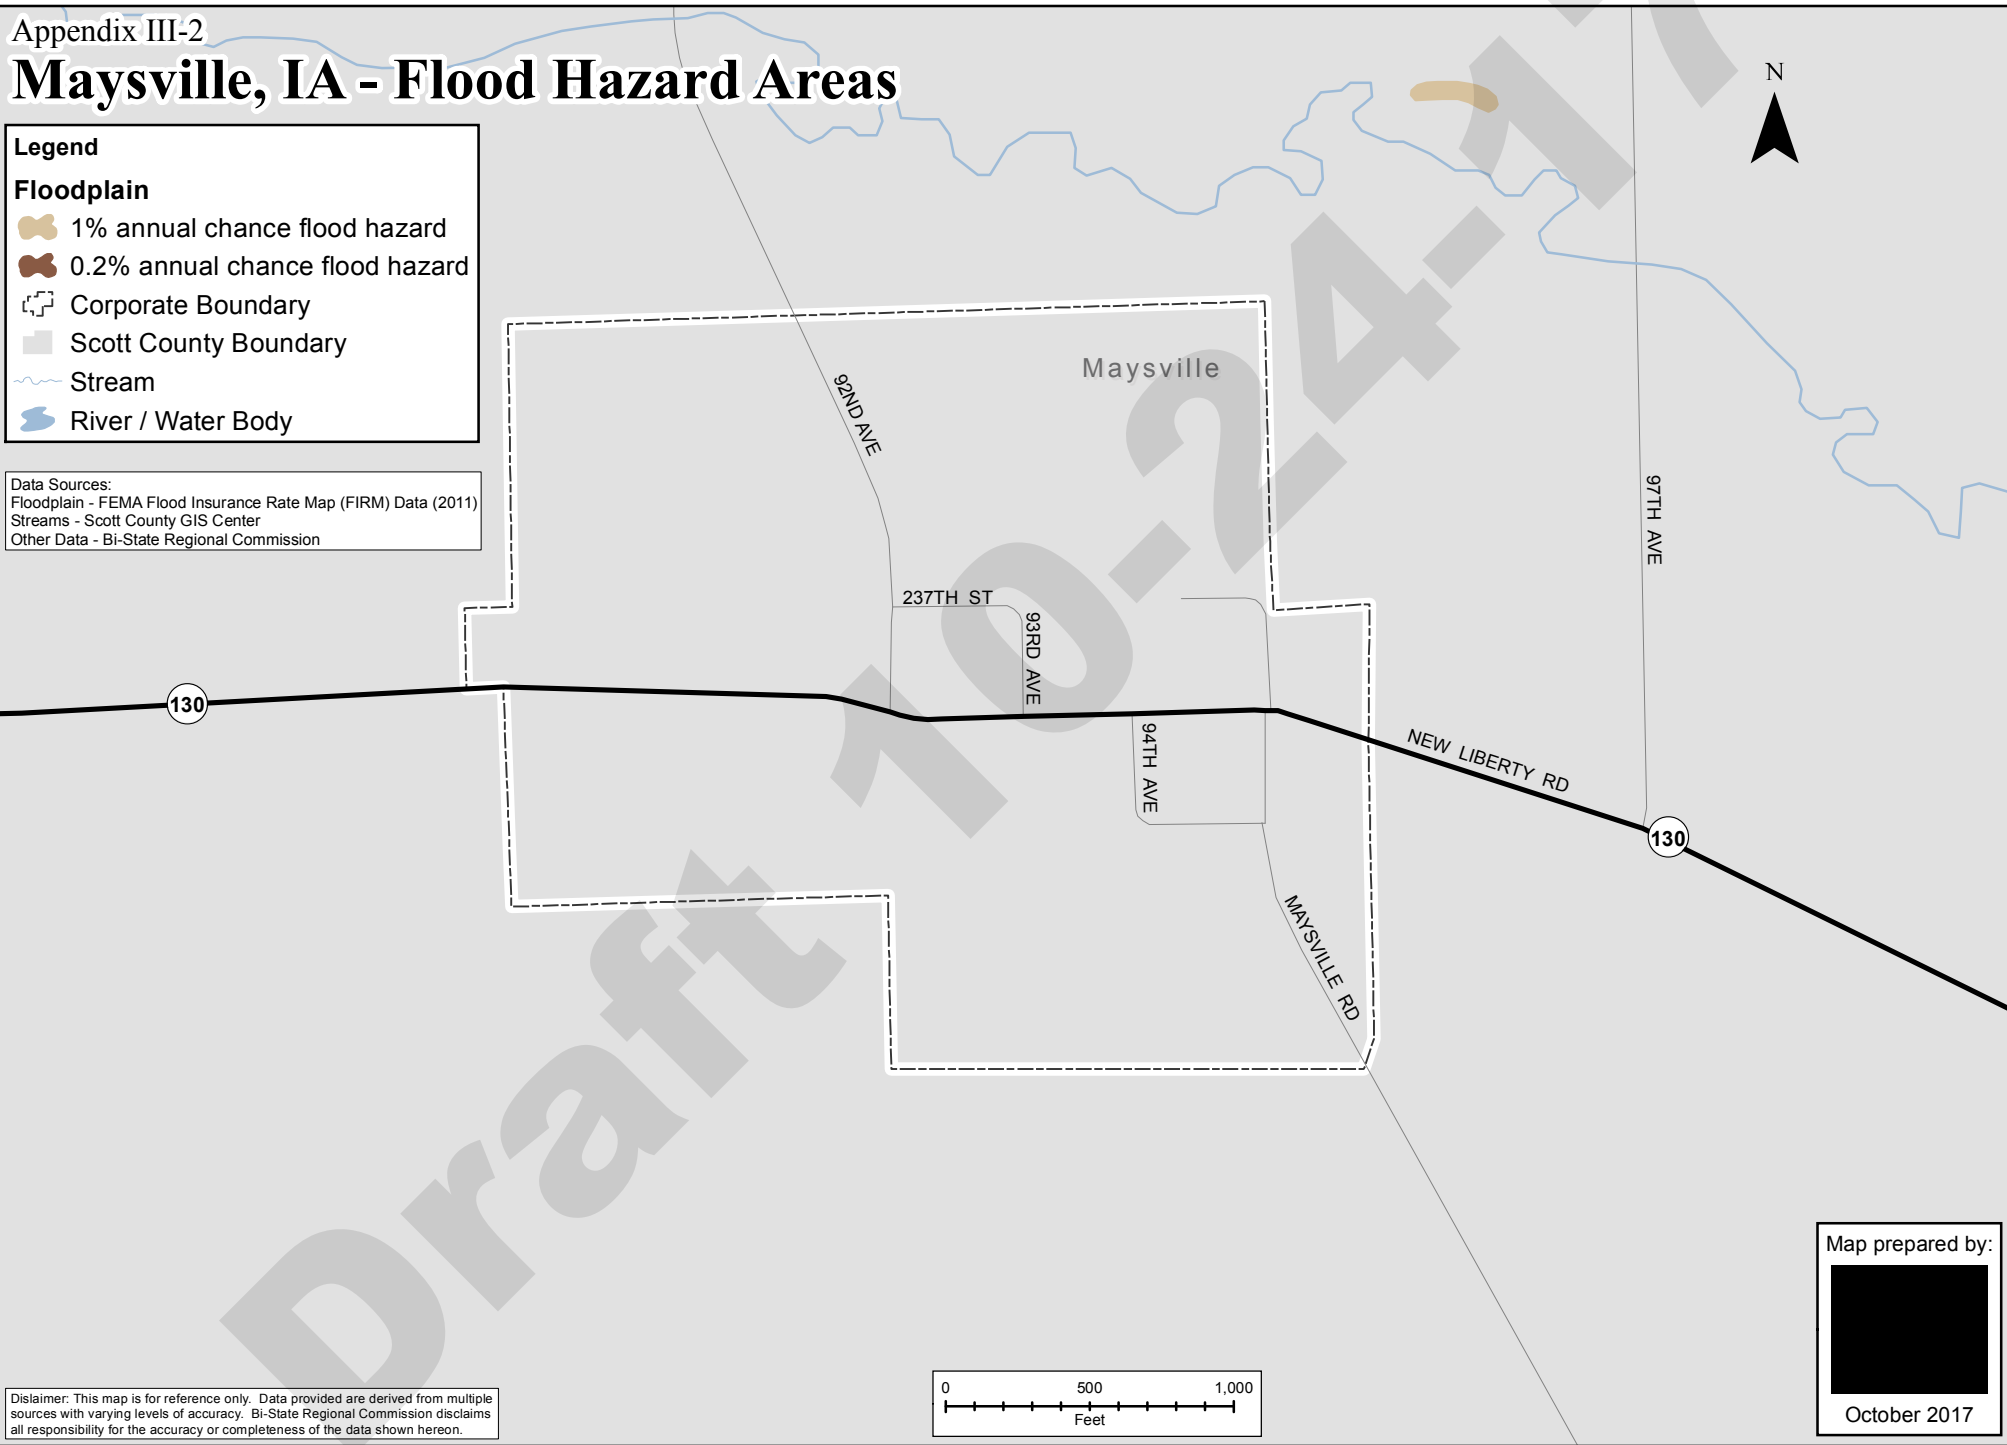 Appendix III-2
Maysville, IA - Flood Hazard Areas
N
Legend
Floodplain
1% annual chance flood hazard
0.2% annual chance flood hazard
Corporate Boundary
Scott County Boundary
Stream
River / Water Body
Data Sources:
Floodplain - FEMA Flood Insurance Rate Map (FIRM) Data (2011)
Streams - Scott County GIS Center
Other Data - Bi-State Regional Commission
Maysville
92ND AVE
97TH AVE
237TH ST
93RD AVE
130
94TH AVE
NEW LIBERTY RD
130
MAYSVILLE RD
Draft 10-24-17
Map prepared by:
October 2017
0 500 1,000
Feet
Dislaimer: This map is for reference only. Data provided are derived from multiple
sources with varying levels of accuracy. Bi-State Regional Commission disclaims
all responsibility for the accuracy or completeness of the data shown hereon.